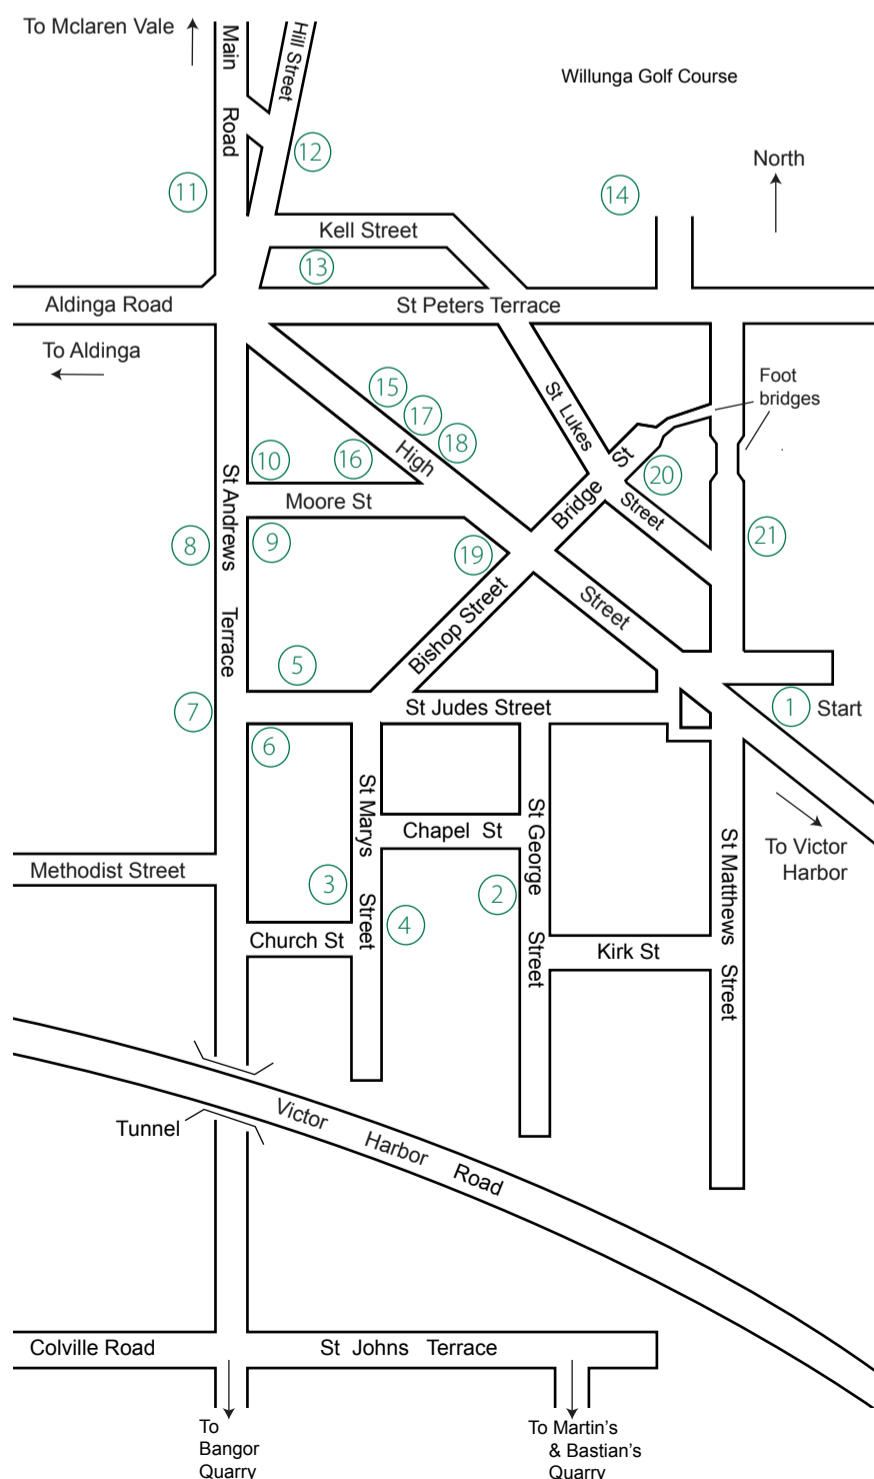 To Mclaren Vale
Main Road
Hill Street
Willunga Golf Course
12
North
11
14
Kell Street
13
Aldinga Road
St Peters Terrace
To Aldinga
15
17
18
High Street
St Lukes Street
Foot
bridges
10
16
Bridge St
20
Moore St
St Andrews Terrace
8
9
19
21
Bishop Street
5
7
St Judes Street
1
Start
6
St Marys Street
St George Street
Chapel St
St Matthews Street
To Victor
Harbor
Methodist Street
3
2
4
Church St
Kirk St
Victor Harbor Road
Tunnel
Colville Road
St Johns Terrace
To
Bangor
Quarry
To Martin's
& Bastian's
Quarry